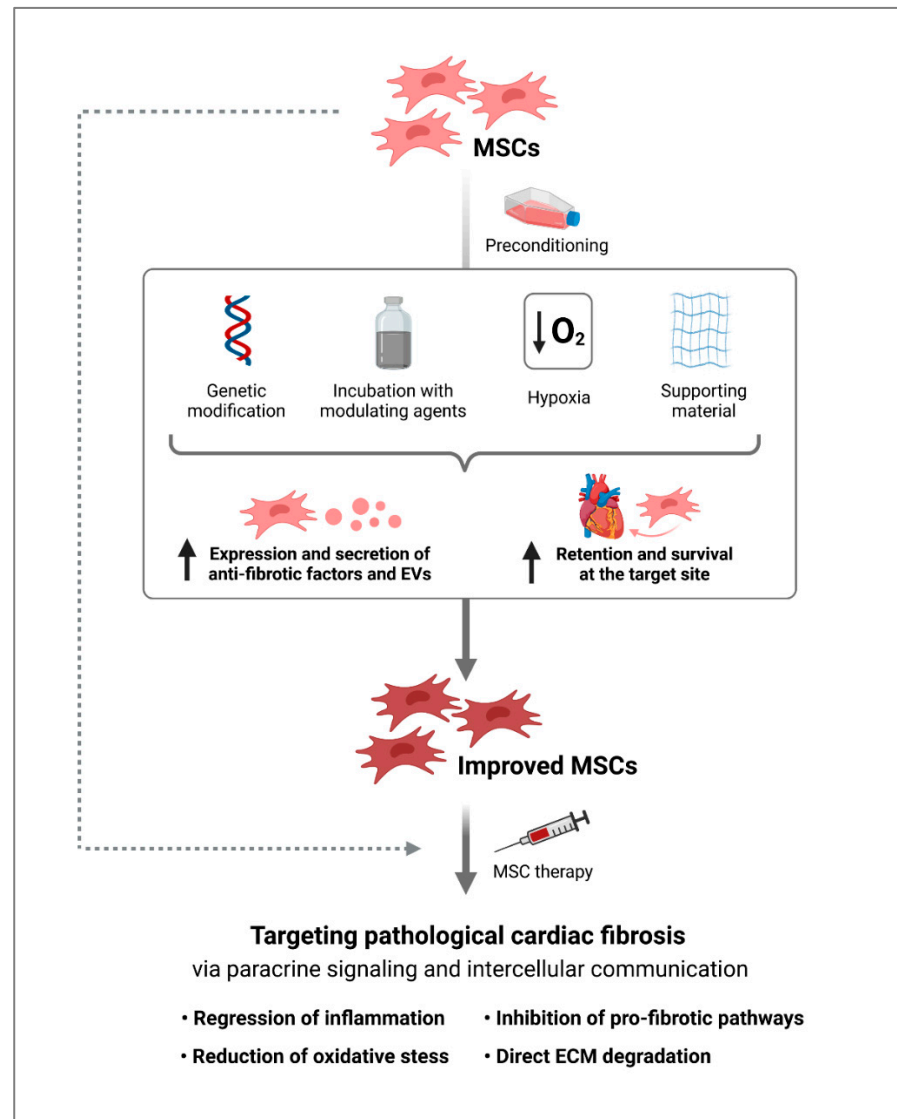 MSCs
Preconditioning
Genetic
modification
Incubation with
modulating agents
↓O₂
Hypoxia
Supporting
material
Expression and secretion of
anti-fibrotic factors and EVs
Retention and survival
at the target site
Improved MSCs
MSC therapy
Targeting pathological cardiac fibrosis
via paracrine signaling and intercellular communication
• Regression of inflammation
• Inhibition of pro-fibrotic pathways
• Reduction of oxidative stess
• Direct ECM degradation